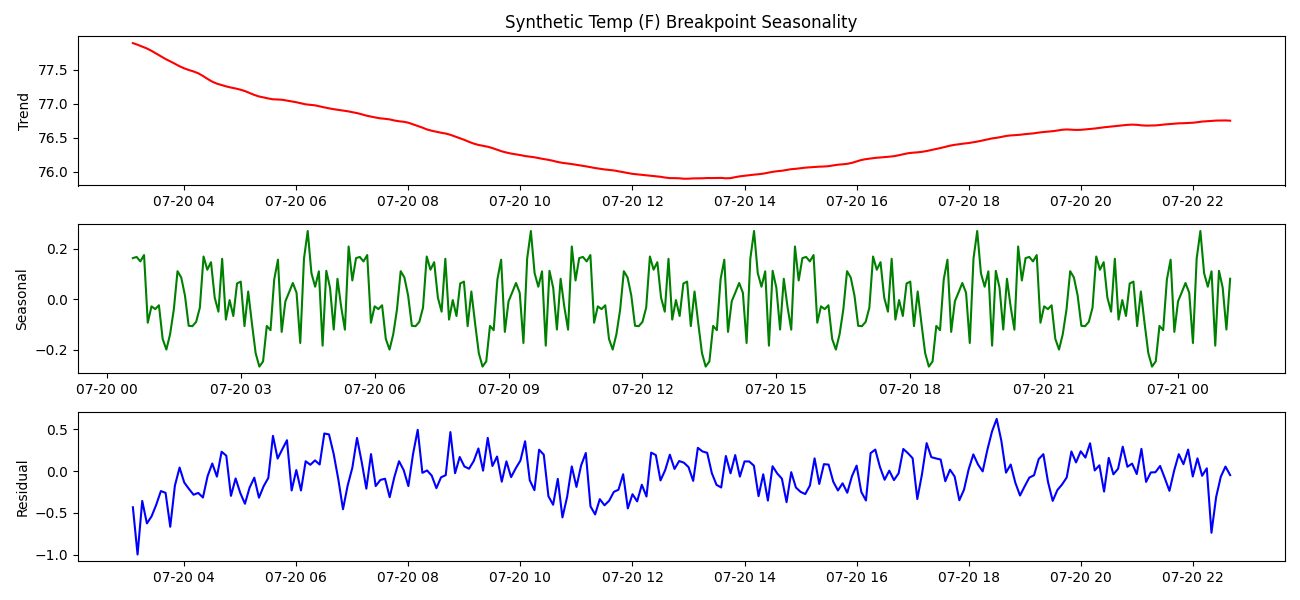 Synthetic Temp (F) Breakpoint Seasonality
Trend
77.5
77.0
76.5
76.0
07-20 04 07-20 06 07-20 08 07-20 10 07-20 12 07-20 14 07-20 16 07-20 18 07-20 20 07-20 22
Seasonal
0.2
0.0
−0.2
07-20 00 07-20 03 07-20 06 07-20 09 07-20 12 07-20 15 07-20 18 07-20 21 07-21 00
Residual
0.5
0.0
−0.5
−1.0
07-20 04 07-20 06 07-20 08 07-20 10 07-20 12 07-20 14 07-20 16 07-20 18 07-20 20 07-20 22